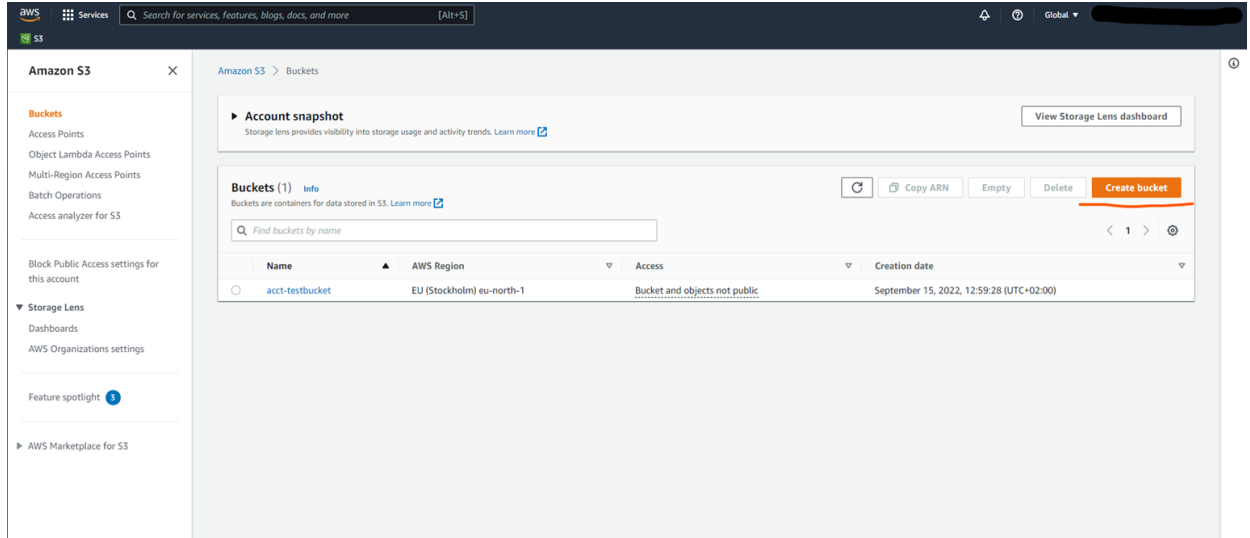 aws Services Search for services, features, blogs, docs, and more [Alt+S] Global
S3
Amazon S3
Buckets
Access Points
Object Lambda Access Points
Multi-Region Access Points
Batch Operations
Access analyzer for S3
Block Public Access settings for
this account
Storage Lens
Dashboards
AWS Organizations settings
Feature spotlight 3
AWS Marketplace for S3
Amazon S3 > Buckets
Account snapshot
Storage lens provides visibility into storage usage and activity trends. Learn more
View Storage Lens dashboard
Buckets (1) Info
Buckets are containers for data stored in S3. Learn more
Copy ARN Empty Delete Create bucket
Find buckets by name
1
Name AWS Region Access Creation date
acct-testbucket EU (Stockholm) eu-north-1 Bucket and objects not public September 15, 2022, 12:59:28 (UTC+02:00)